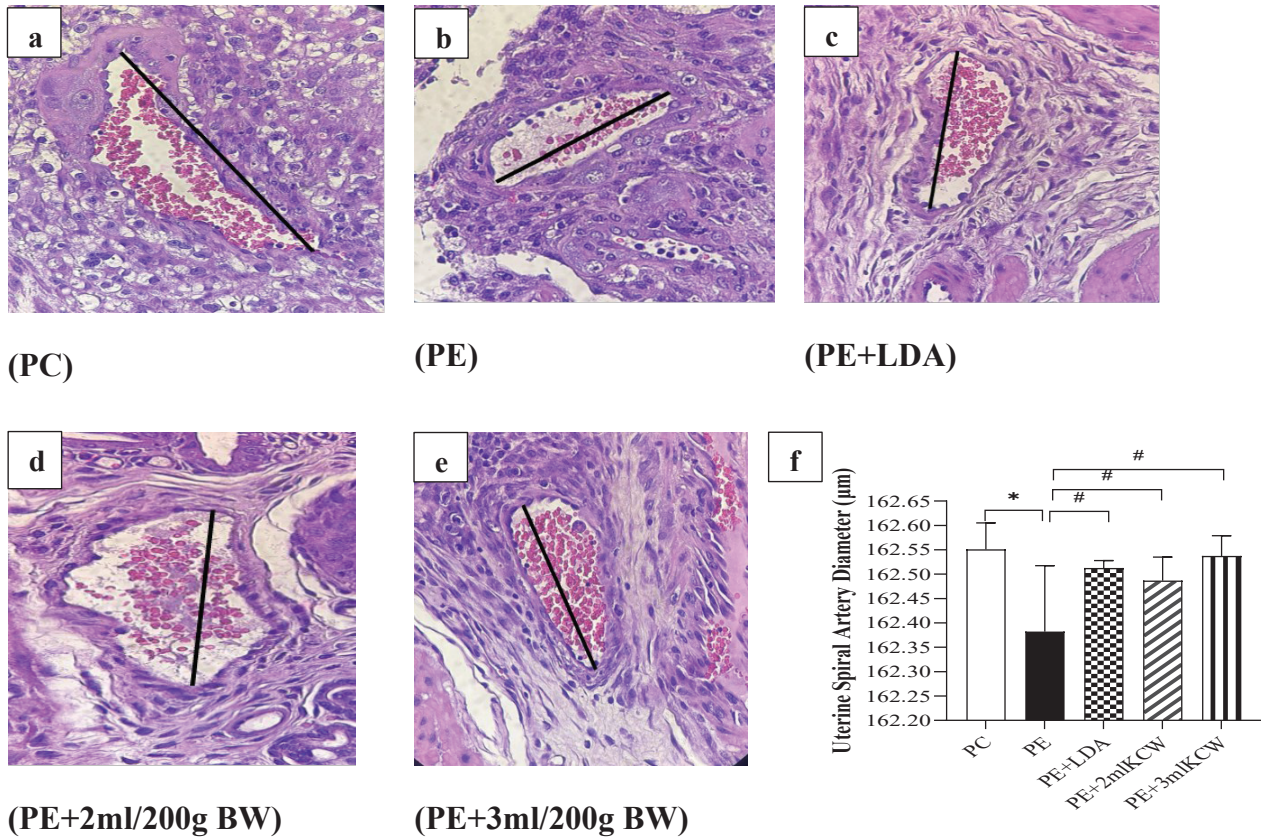 a
b
c
(PC)
(PE)
(PE+LDA)
d
e
f
(PE+2ml/200g BW)
(PE+3ml/200g BW)
Uterine Spiral Artery Diameter (µm)
162.65
162.60
162.55
162.50
162.45
162.40
162.35
162.30
162.25
162.20
*
#
#
#
PC
PE
PE+LDA
PE+2mlKCW
PE+3mlKCW